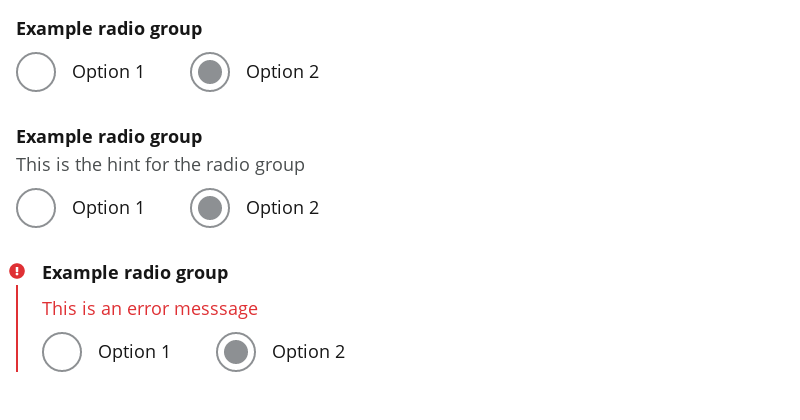 Example radio group
Option 1 Option 2
Example radio group
This is the hint for the radio group
Option 1 Option 2
Example radio group
This is an error messsage
Option 1 Option 2